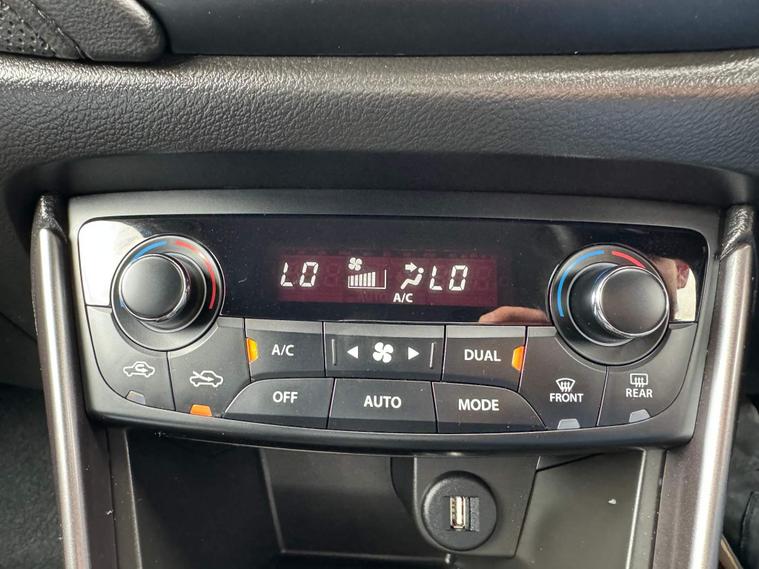 LO LO
A/C
A/C DUAL
OFF AUTO MODE FRONT REAR